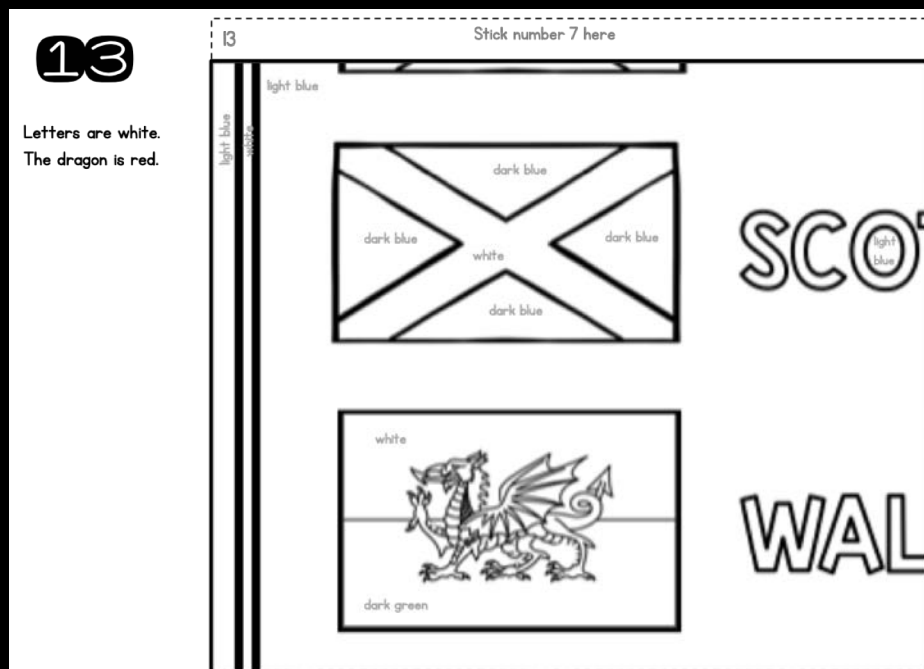 13
Letters are white.
The dragon is red.
13
Stick number 7 here
light blue
light blue
white
dark blue
dark blue
dark blue
white
dark blue
SCO
light
blue
white
dark green
WAL